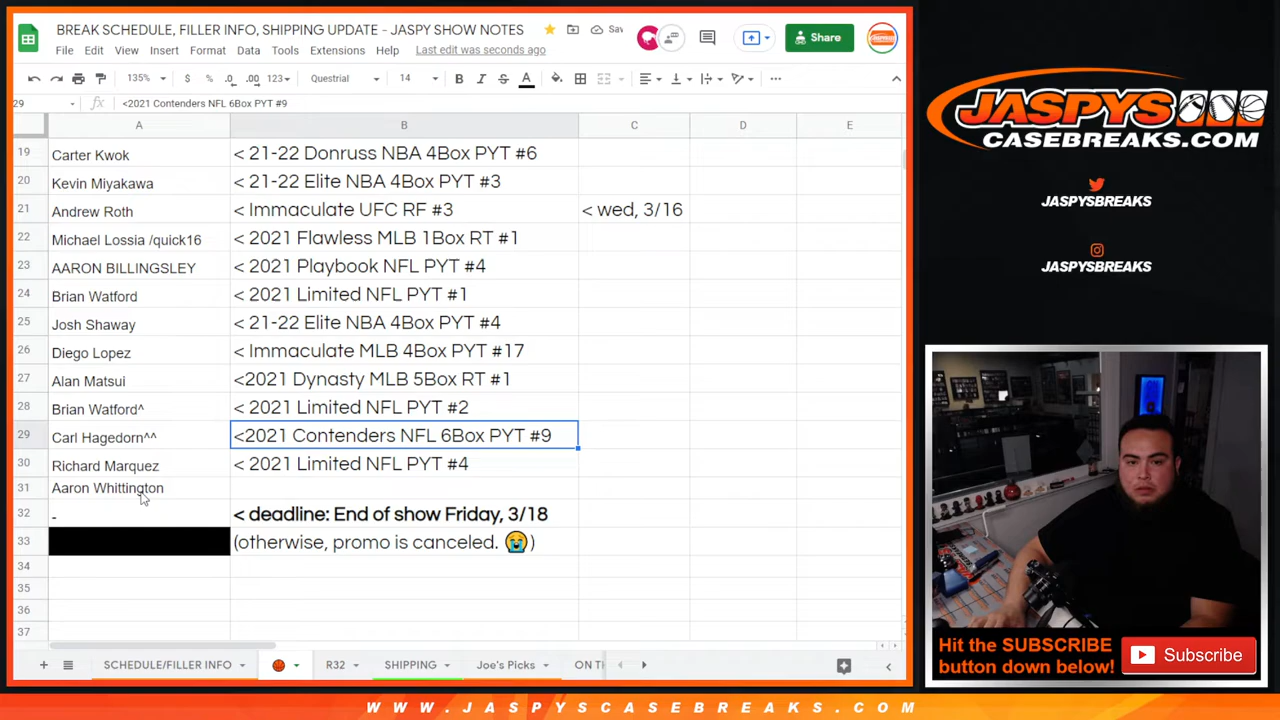 BREAK SCHEDULE, FILLER INFO, SHIPPING UPDATE - JASPY SHOW NOTES
Sav
Share
File Edit View Insert Format Data Tools Extensions Help Last edit was seconds ago
135% $ % .0 .00 123 Questrial 14 B I S A
29 fx <2021 Contenders NFL 6Box PYT #9
A B C D E
19 Carter Kwok < 21-22 Donruss NBA 4Box PYT #6
20 Kevin Miyakawa < 21-22 Elite NBA 4Box PYT #3
21 Andrew Roth < Immaculate UFC RF #3 < wed, 3/16
22 Michael Lossia /quick16 < 2021 Flawless MLB 1Box RT #1
23 AARON BILLINGSLEY < 2021 Playbook NFL PYT #4
24 Brian Watford < 2021 Limited NFL PYT #1
25 Josh Shaway < 21-22 Elite NBA 4Box PYT #4
26 Diego Lopez < Immaculate MLB 4Box PYT #17
27 Alan Matsui <2021 Dynasty MLB 5Box RT #1
28 Brian Watford^ < 2021 Limited NFL PYT #2
29 Carl Hagedorn^^ <2021 Contenders NFL 6Box PYT #9
30 Richard Marquez < 2021 Limited NFL PYT #4
31 Aaron Whittington
32 - < deadline: End of show Friday, 3/18
33 (otherwise, promo is canceled. 😭)
34
35
36
37
SCHEDULE/FILLER INFO R32 SHIPPING Joe's Picks ON TH
JASPYS
CASEBREAKS.COM
JASPYSBREAKS
JASPYSBREAKS
Hit the SUBSCRIBE
button down below!
Subscribe
WWW.JASPYSCASEBREAKS.COM